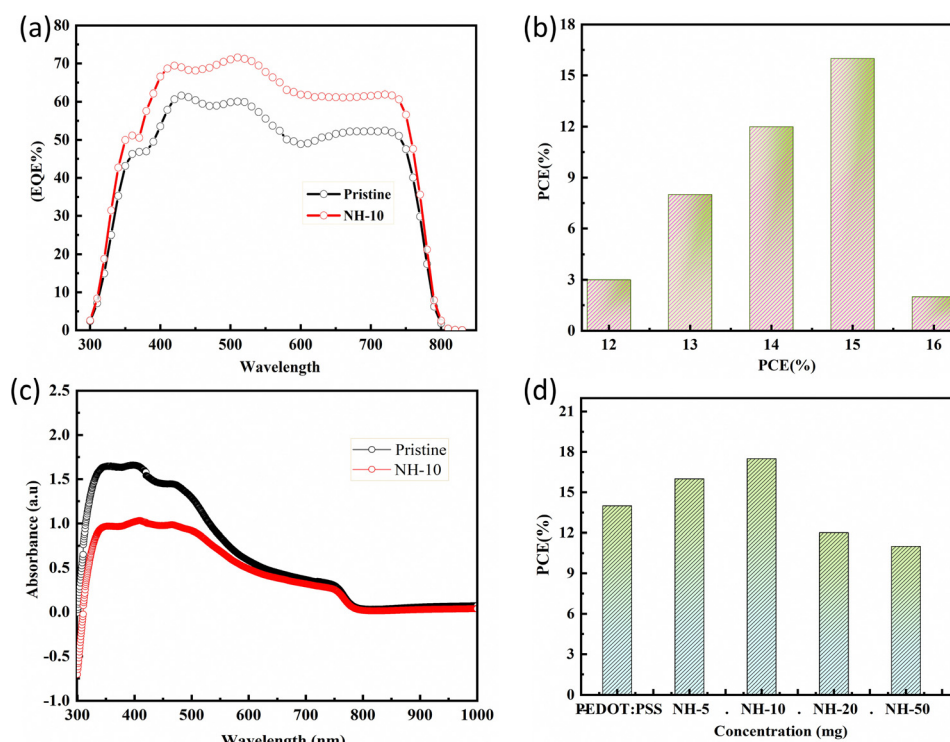 (a)
80
70
60
50
40
30
20
10
0
(EQE%)
Pristine
NH-10
300 400 500 600 700 800
Wavelength
(b)
18
15
12
9
6
3
0
PCE(%)
12 13 14 15 16
PCE(%)
(c)
2.5
2.0
1.5
1.0
0.5
0.0
-0.5
-1.0
Absorbance (a.u)
Pristine
NH-10
300 400 500 600 700 800 900 1000
Wavelength (nm)
(d)
21
18
15
12
9
6
3
0
PCE(%)
PEDOT:PSS NH-5 . NH-10 . NH-20 . NH-50
Concentration (mg)